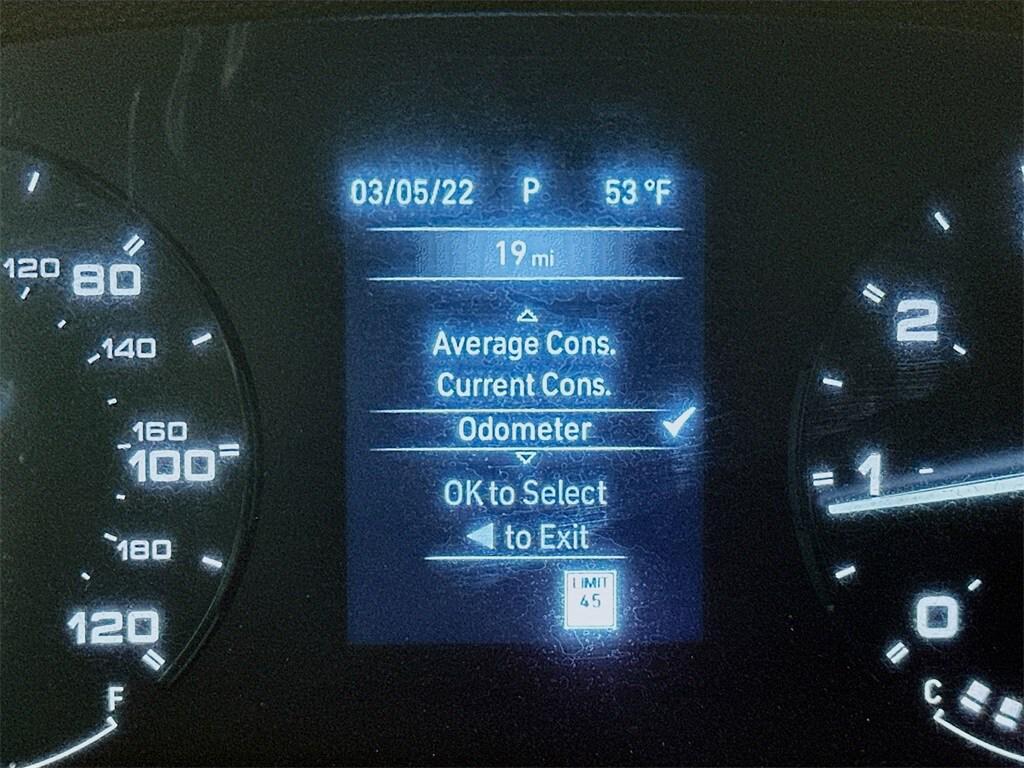 03/05/22 P 53 °F
19 mi
Average Cons.
Current Cons.
Odometer
OK to Select
to Exit
LIMIT
45
120 80
140
160
100
180
120
F
2
1
0
C